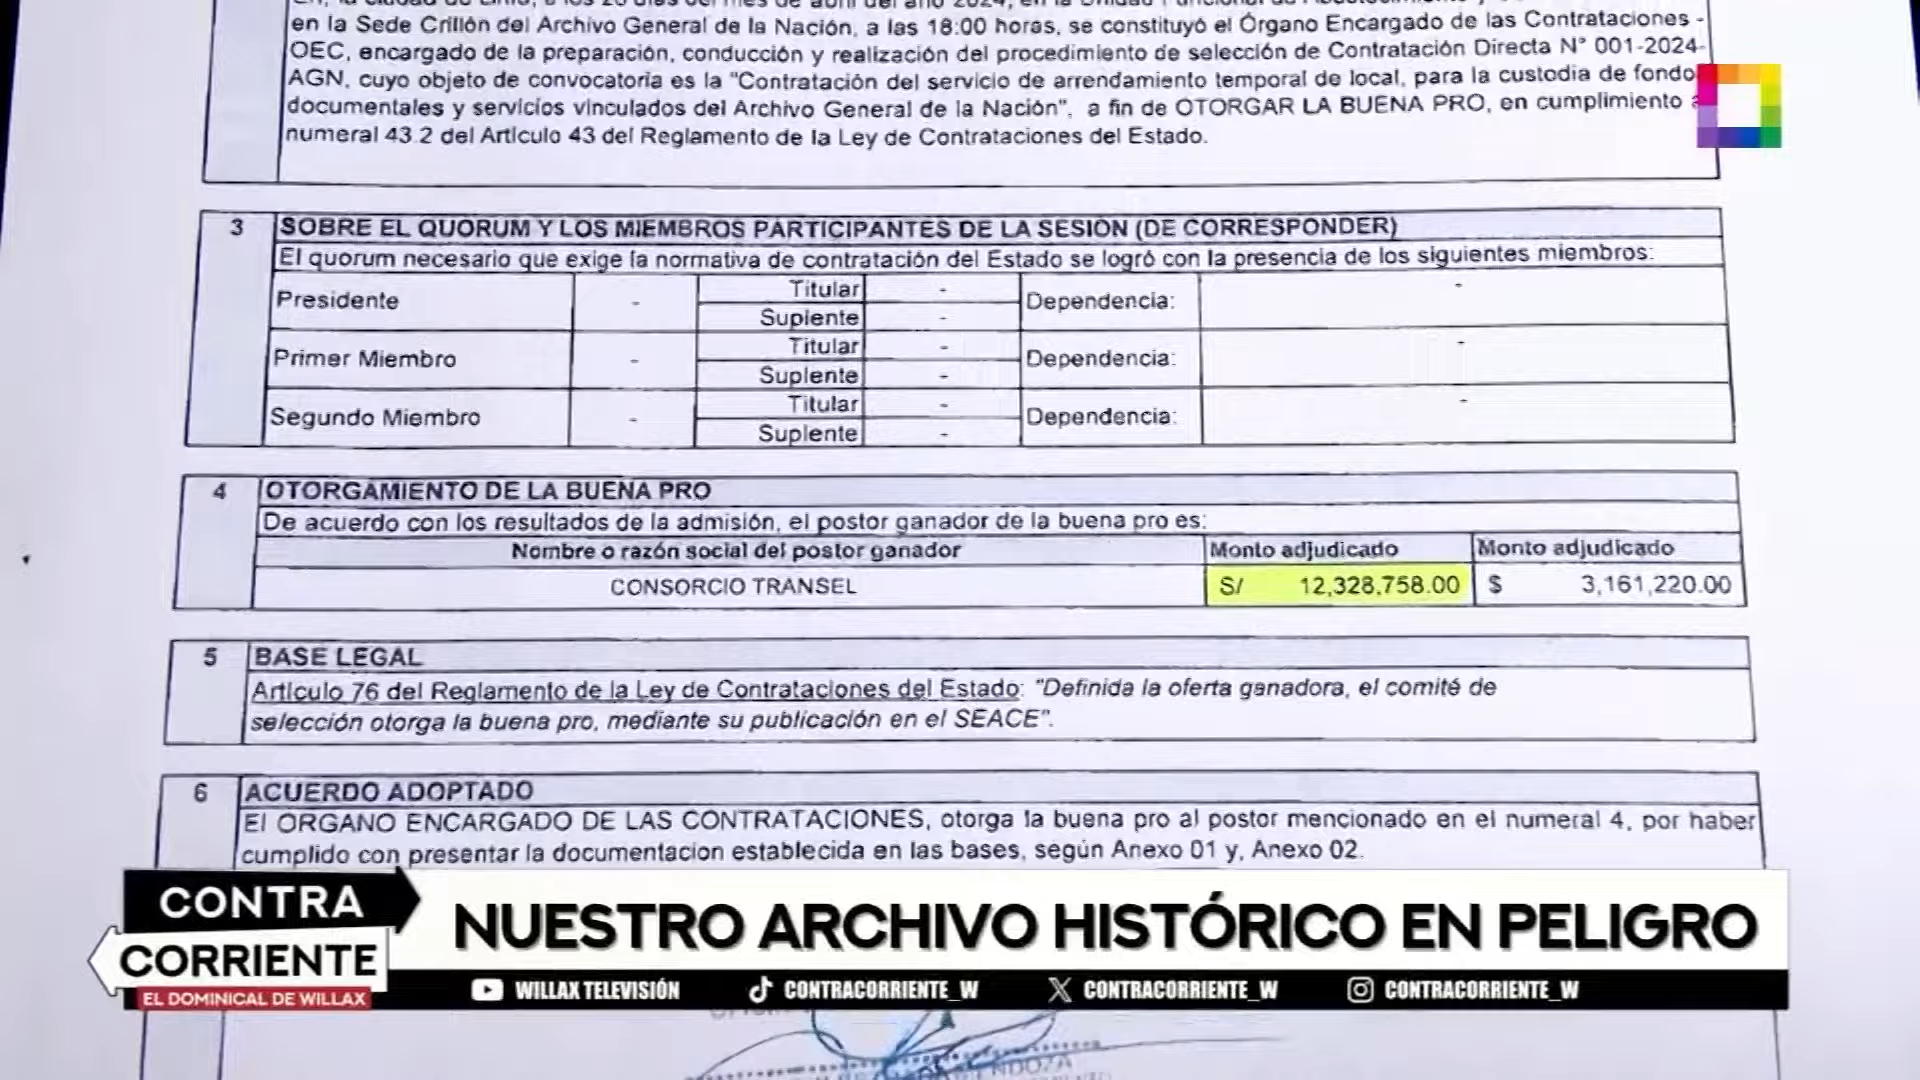 en la Sede Crillón del Archivo General de la Nación, a las 18:00 horas, se constituyó el Órgano Encargado de las Contrataciones -
OEC, encargado de la preparación, conducción y realización del procedimiento de selección de Contratación Directa N° 001-2024-
AGN, cuyo objeto de convocatoria es la "Contratación del servicio de arrendamiento temporal de local, para la custodia de fondo
documentales y servicios vinculados del Archivo General de la Nación", a fin de OTORGAR LA BUENA PRO, en cumplimiento a
numeral 43.2 del Artículo 43 del Reglamento de la Ley de Contrataciones del Estado.
3 SOBRE EL QUORUM Y LOS MIEMBROS PARTICIPANTES DE LA SESIÓN (DE CORRESPONDER)
El quorum necesario que exige la normativa de contratación del Estado se logró con la presencia de los siguientes miembros:
Presidente - Titular - Dependencia: -
Suplente -
Primer Miembro - Titular - Dependencia: -
Suplente -
Segundo Miembro - Titular - Dependencia: -
Suplente -
4 OTORGAMIENTO DE LA BUENA PRO
De acuerdo con los resultados de la admisión, el postor ganador de la buena pro es:
Nombre o razón social del postor ganador Monto adjudicado Monto adjudicado
CONSORCIO TRANSEL S/ 12,328,758.00 $ 3,161,220.00
5 BASE LEGAL
Artículo 76 del Reglamento de la Ley de Contrataciones del Estado: "Definida la oferta ganadora, el comité de
selección otorga la buena pro, mediante su publicación en el SEACE".
6 ACUERDO ADOPTADO
El ORGANO ENCARGADO DE LAS CONTRATACIONES, otorga la buena pro al postor mencionado en el numeral 4, por haber
cumplido con presentar la documentacion establecida en las bases, según Anexo 01 y, Anexo 02.
CONTRA
CORRIENTE
EL DOMINICAL DE WILLAX
NUESTRO ARCHIVO HISTÓRICO EN PELIGRO
WILLAX TELEVISIÓN CONTRACORRIENTE_W CONTRACORRIENTE_W CONTRACORRIENTE_W